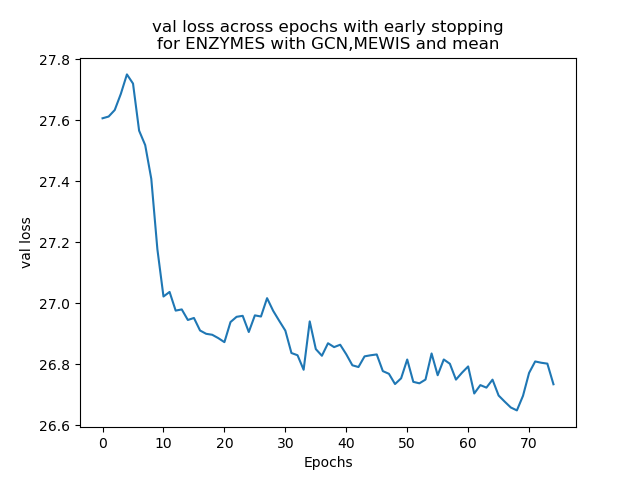 val loss across epochs with early stopping
for ENZYMES with GCN,MEWIS and mean
27.8
27.6
27.4
27.2
27.0
26.8
26.6
val loss
0 10 20 30 40 50 60 70
Epochs